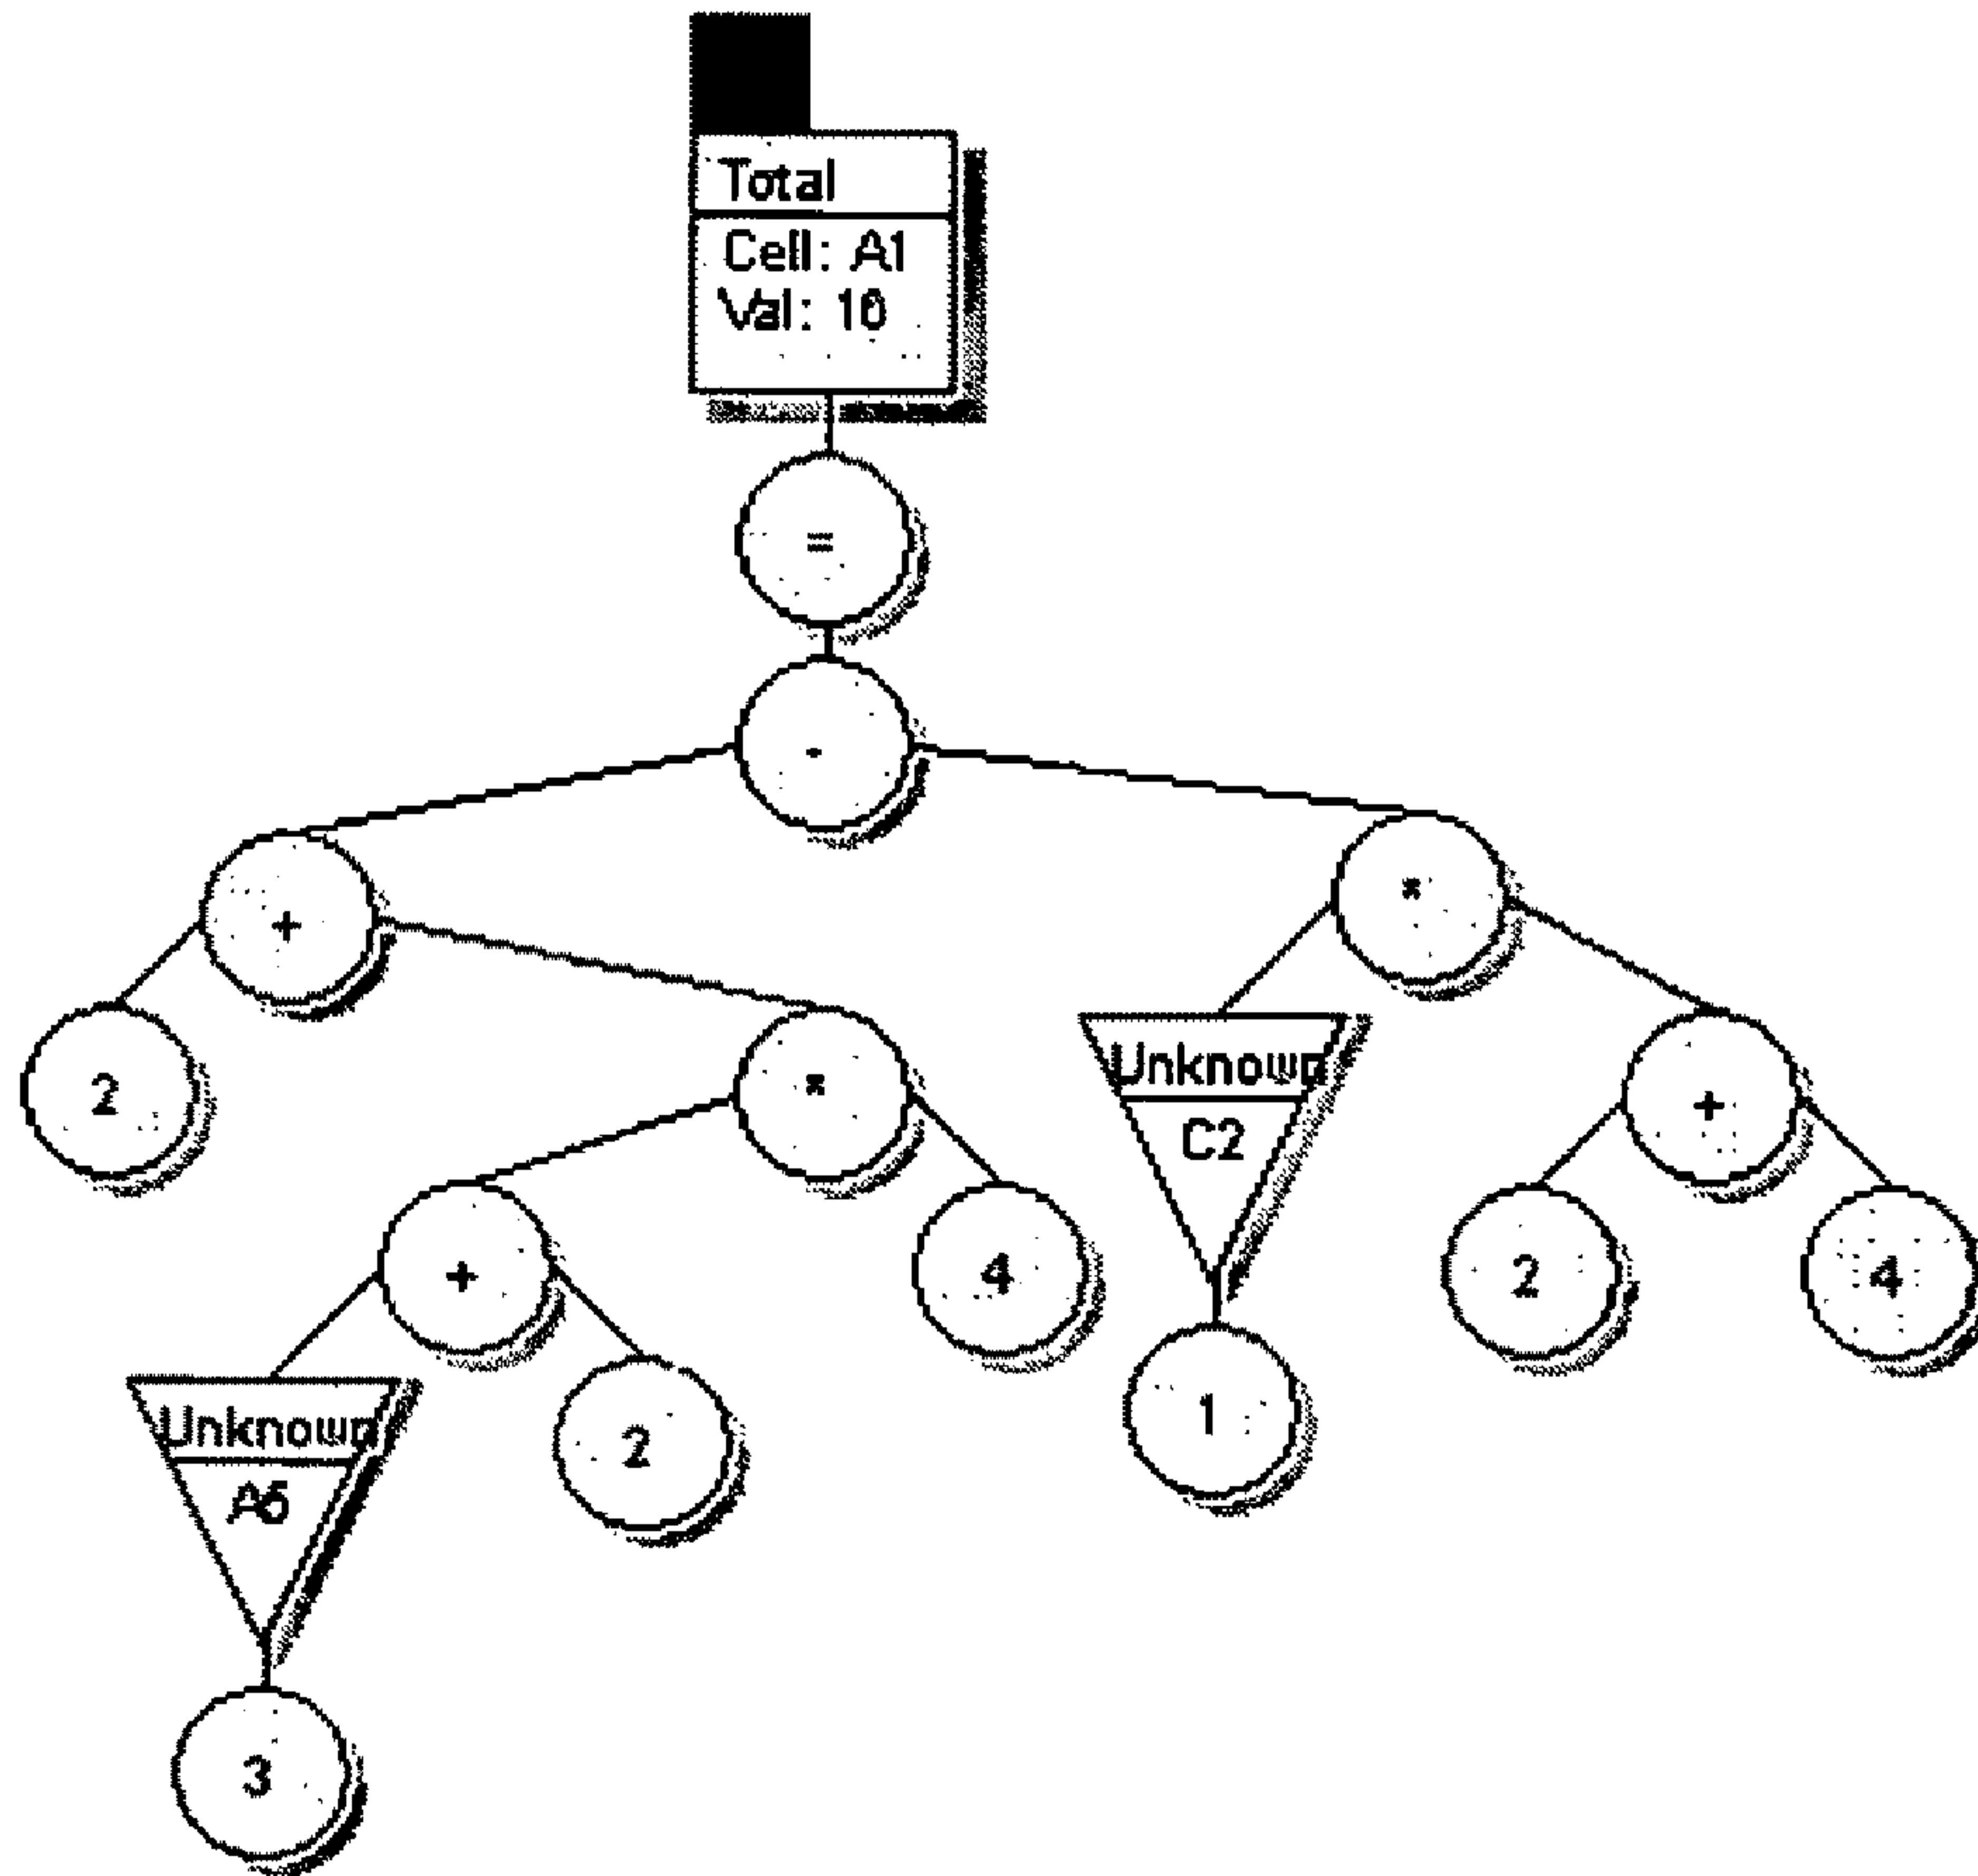 Total
Cell: A1
Val: 10
=
-
+
*
2
*
Unknown
C2
+
+
4
2
4
Unknown
A5
2
1
3